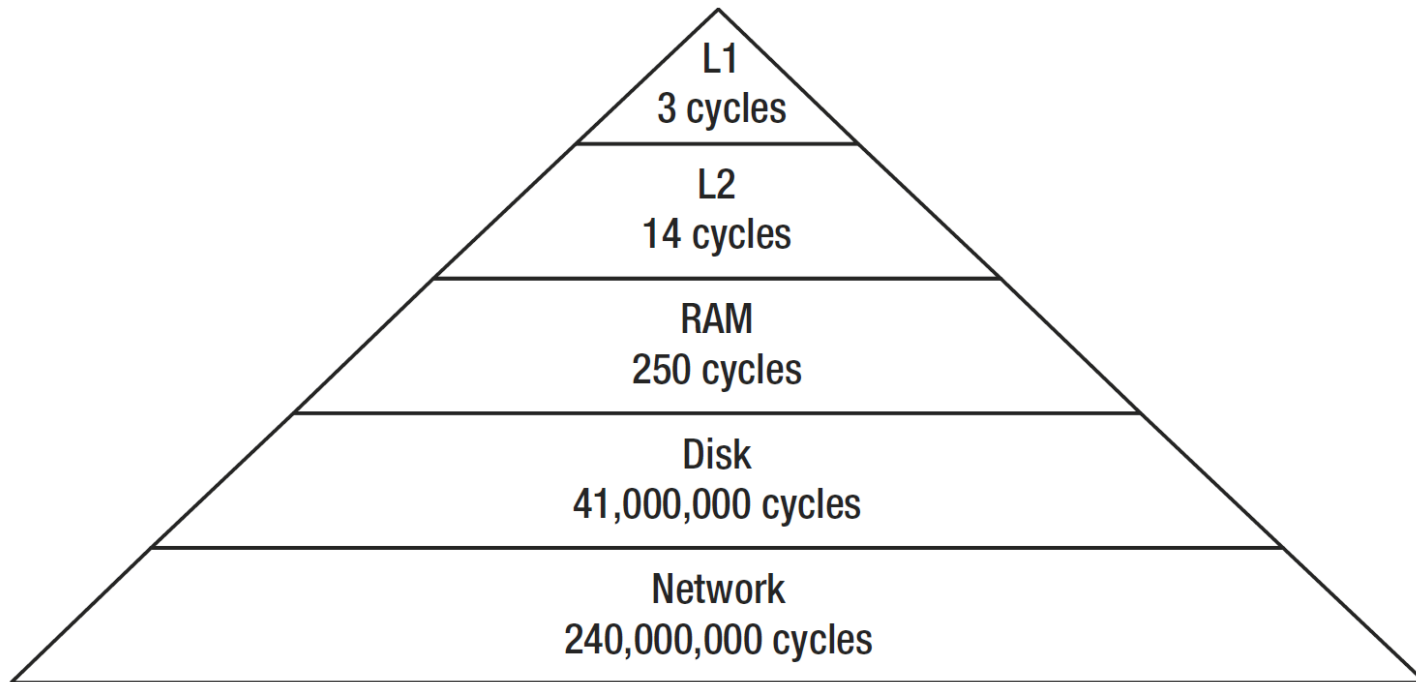 L1
3 cycles
L2
14 cycles
RAM
250 cycles
Disk
41,000,000 cycles
Network
240,000,000 cycles